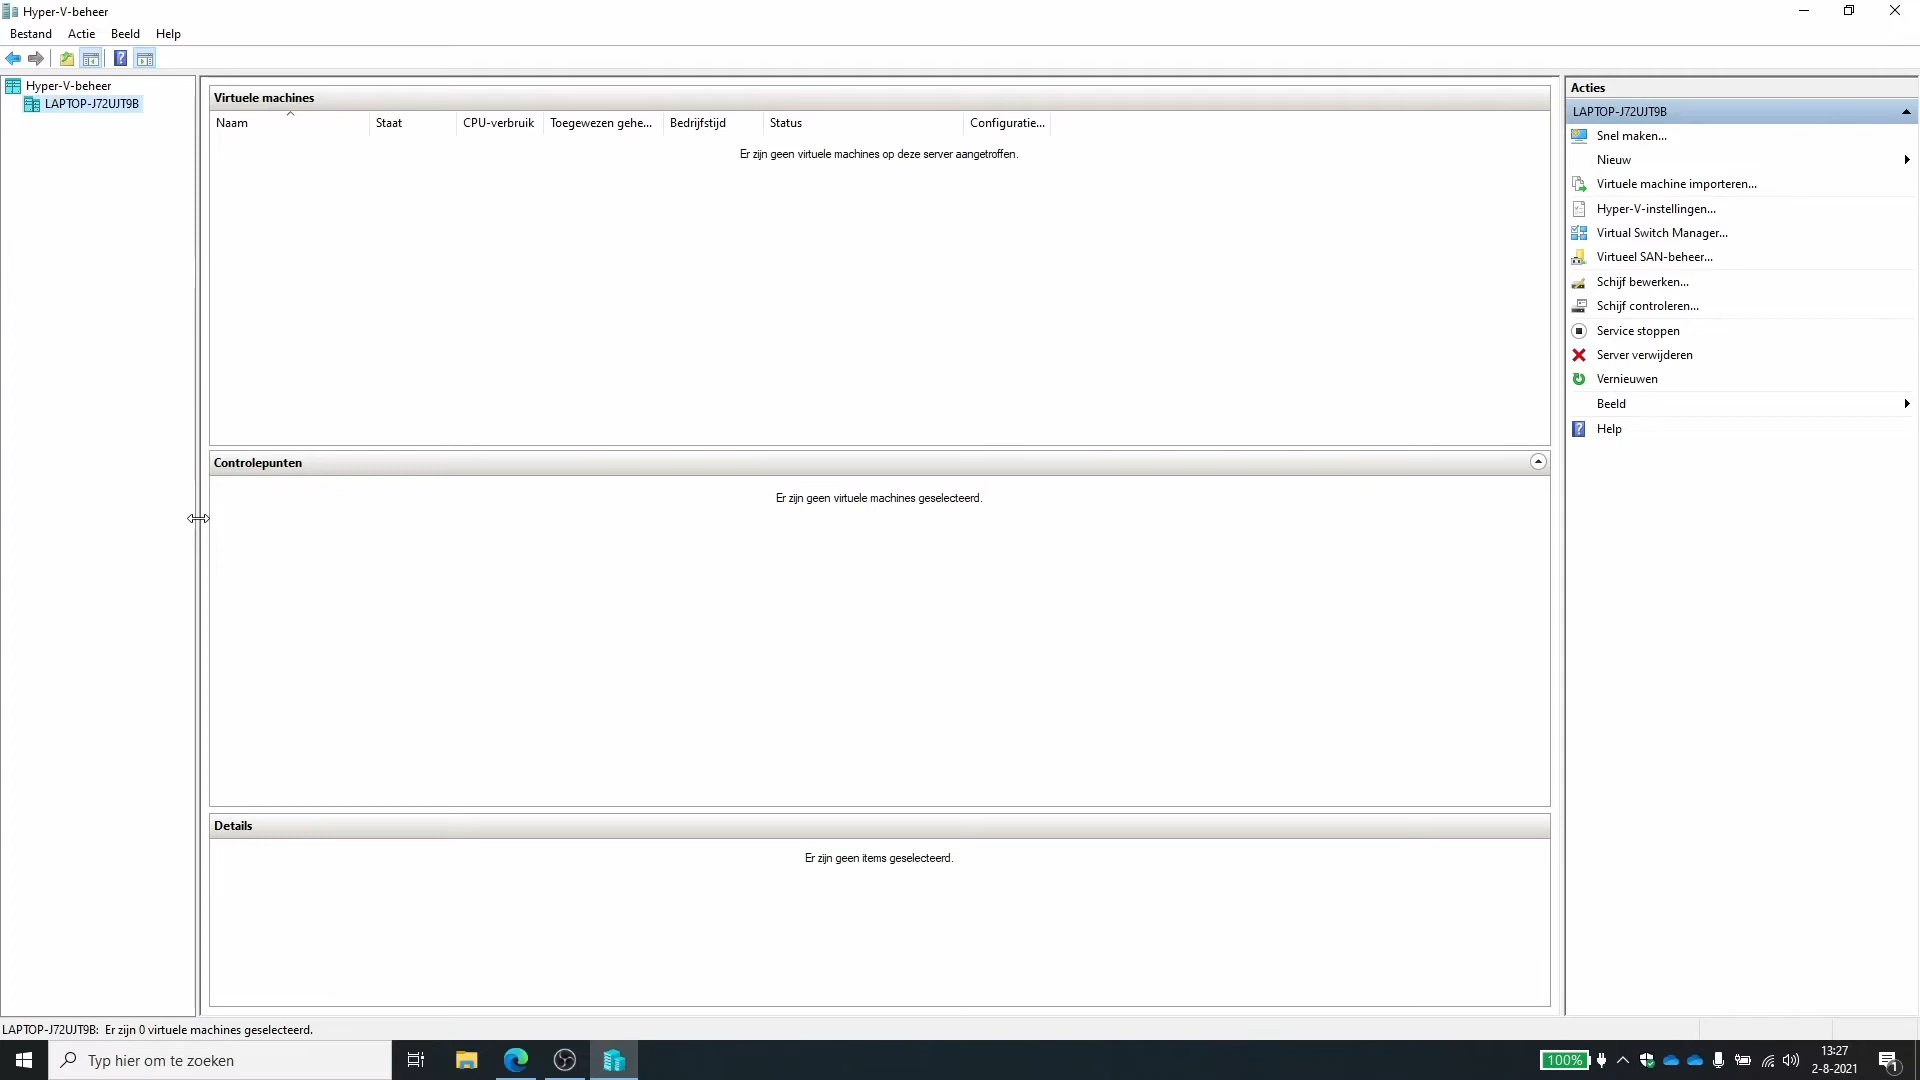 Hyper-V-beheer
Bestand Actie Beeld Help
Hyper-V-beheer
LAPTOP-J72UJT9B
Virtuele machines
Naam Staat CPU-verbruik Toegewezen gehe... Bedrijfstijd Status Configuratie...
Er zijn geen virtuele machines op deze server aangetroffen.
Controlepunten
Er zijn geen virtuele machines geselecteerd.
Details
Er zijn geen items geselecteerd.
Acties
LAPTOP-J72UJT9B
Snel maken...
Nieuw
Virtuele machine importeren...
Hyper-V-instellingen...
Virtual Switch Manager...
Virtueel SAN-beheer...
Schijf bewerken...
Schijf controleren...
Service stoppen
Server verwijderen
Vernieuwen
Beeld
Help
LAPTOP-J72UJT9B: Er zijn 0 virtuele machines geselecteerd.
Typ hier om te zoeken
100%
13:27
2-8-2021
1